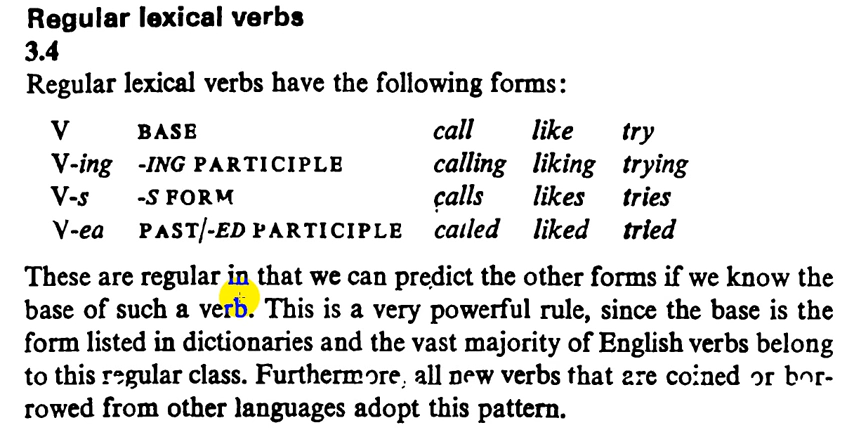 Regular lexical verbs
3.4
Regular lexical verbs have the following forms:
V BASE call like try
V-ing -ING PARTICIPLE calling liking trying
V-s -S FORM calls likes tries
V-ed PAST/-ED PARTICIPLE called liked tried
These are regular in that we can predict the other forms if we know the
base of such a verb. This is a very powerful rule, since the base is the
form listed in dictionaries and the vast majority of English verbs belong
to this regular class. Furthermore, all new verbs that are coined or bor-
rowed from other languages adopt this pattern.